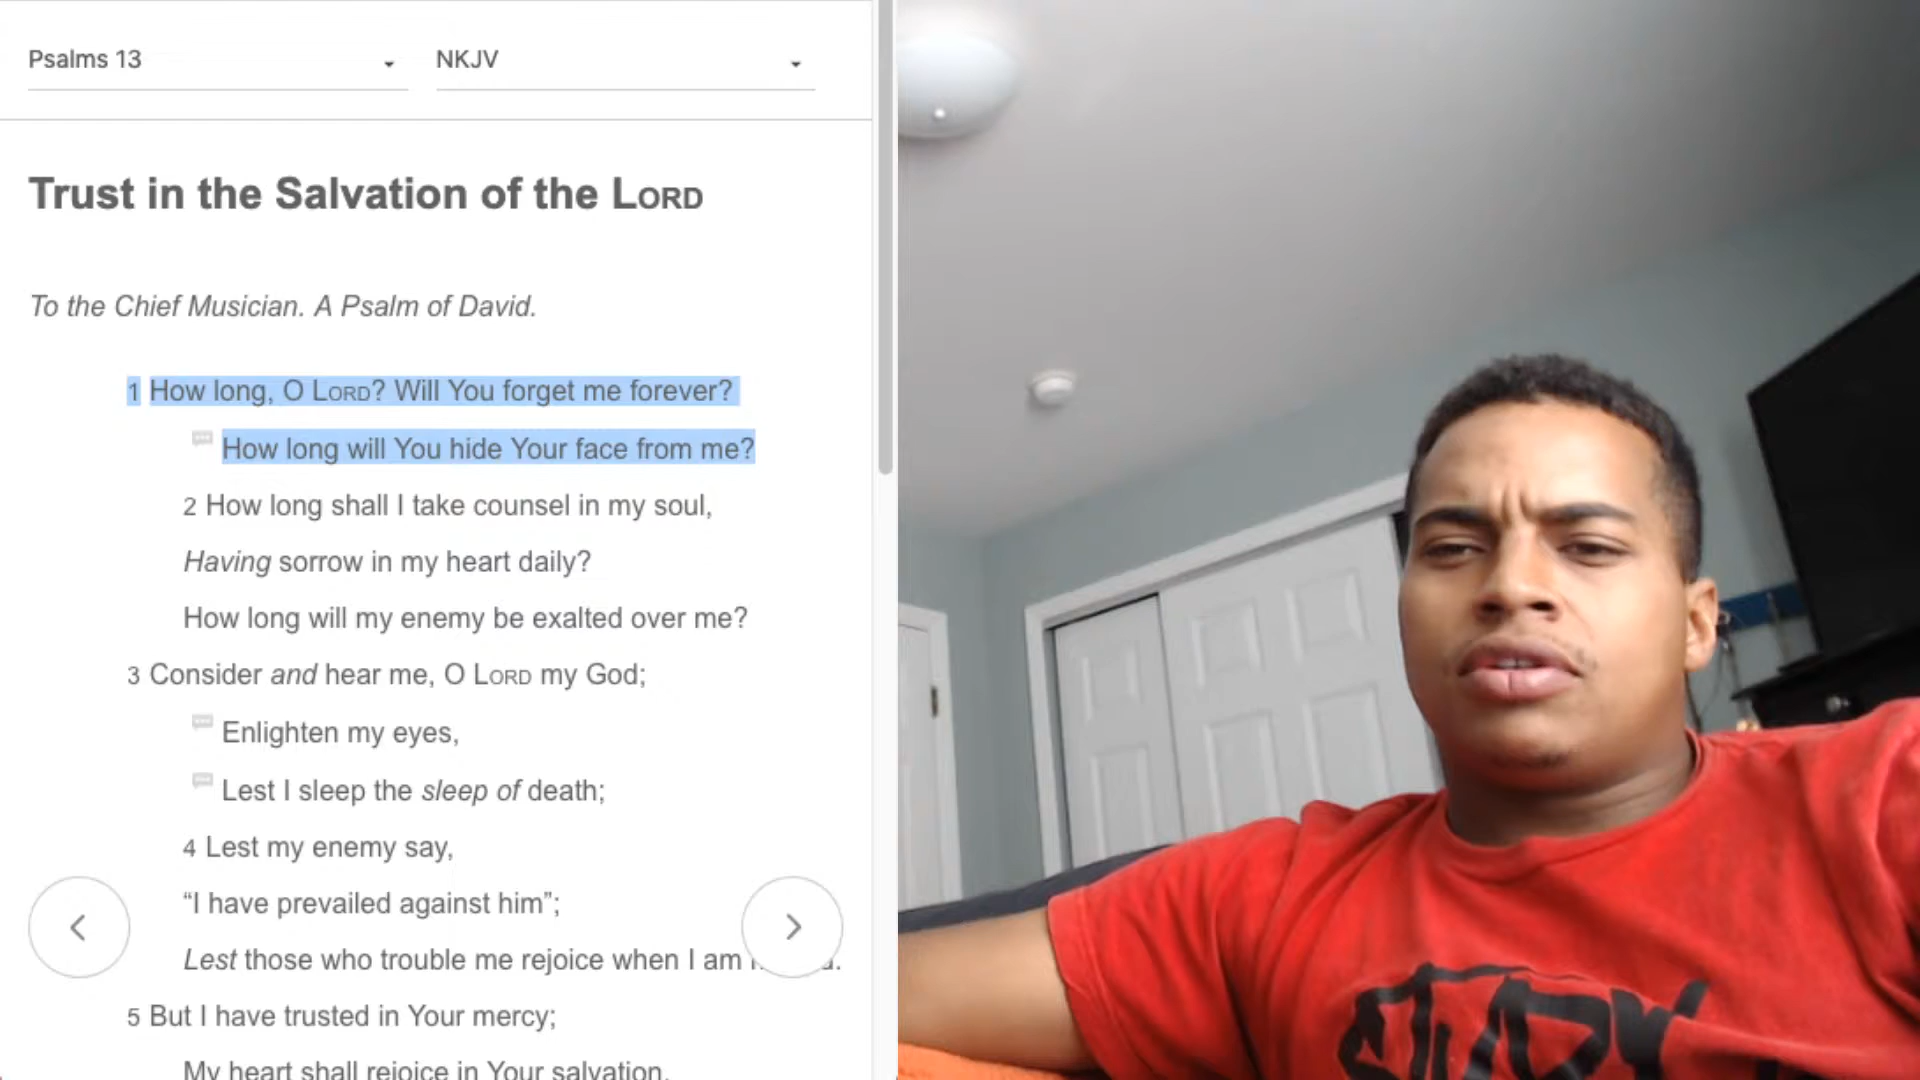 Psalms 13
NKJV
Trust in the Salvation of the LORD
To the Chief Musician. A Psalm of David.
1 How long, O LORD? Will You forget me forever?
How long will You hide Your face from me?
2 How long shall I take counsel in my soul,
Having sorrow in my heart daily?
How long will my enemy be exalted over me?
3 Consider and hear me, O LORD my God;
Enlighten my eyes,
Lest I sleep the sleep of death;
4 Lest my enemy say,
“I have prevailed against him”;
Lest those who trouble me rejoice when I am
5 But I have trusted in Your mercy;
My heart shall rejoice in Your salvation.
STUDY